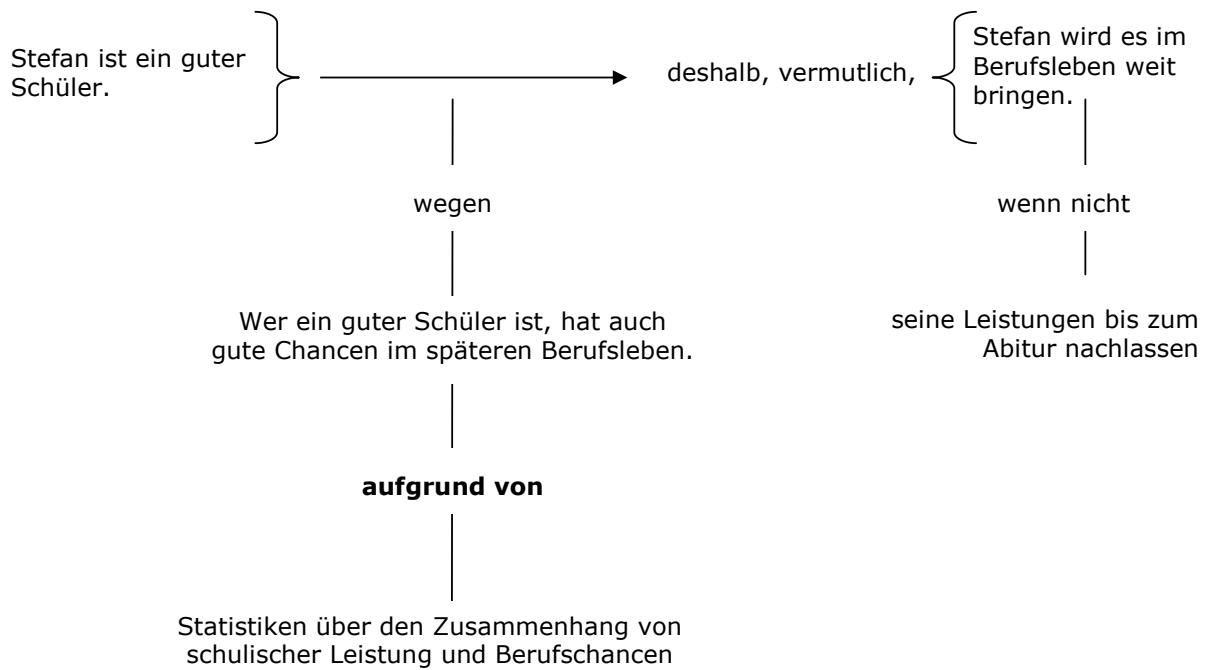 Stefan ist ein guter
Schüler.
deshalb, vermutlich,
Stefan wird es im
Berufsleben weit
bringen.
wegen
wenn nicht
Wer ein guter Schüler ist, hat auch
gute Chancen im späteren Berufsleben.
seine Leistungen bis zum
Abitur nachlassen
aufgrund von
Statistiken über den Zusammenhang von
schulischer Leistung und Berufschancen